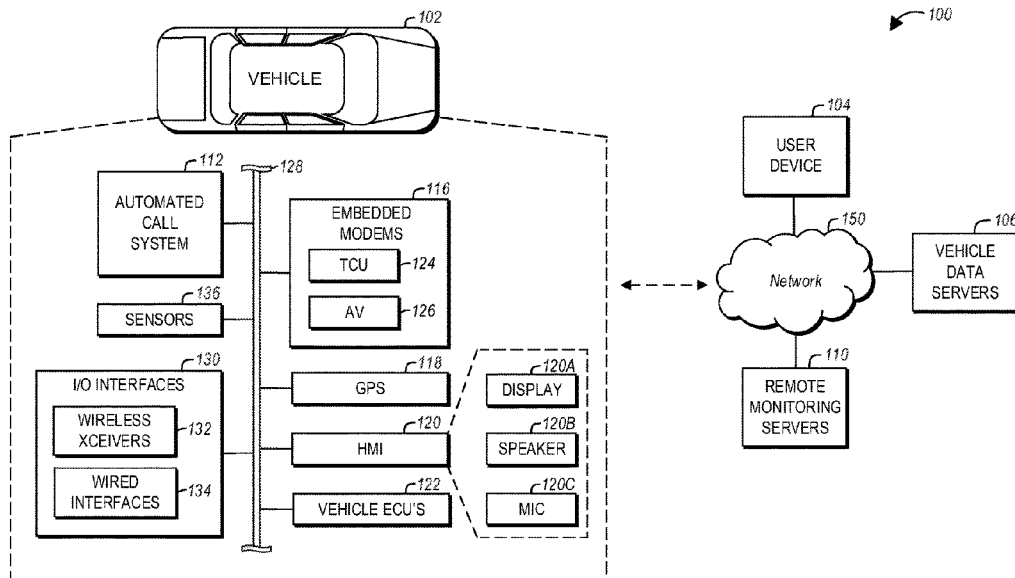 102
100
VEHICLE
112
128
AUTOMATED
CALL
SYSTEM
116
EMBEDDED
MODEMS
TCU
124
AV
126
136
SENSORS
130
I/O INTERFACES
WIRELESS
XCEIVERS
132
WIRED
INTERFACES
134
118
GPS
120
HMI
122
VEHICLE ECU'S
120A
DISPLAY
120B
SPEAKER
120C
MIC
104
USER
DEVICE
150
Network
106
VEHICLE
DATA
SERVERS
110
REMOTE
MONITORING
SERVERS